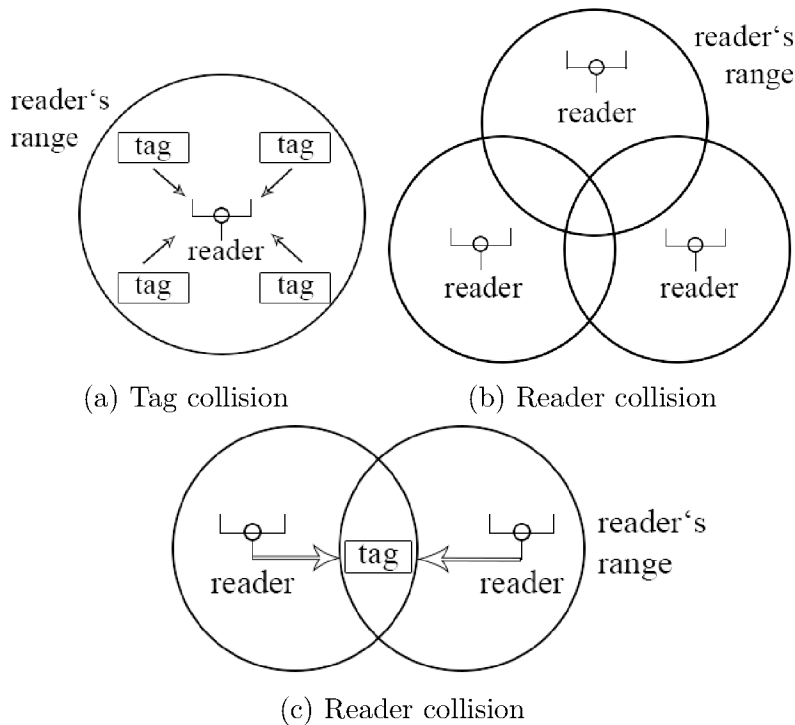 reader‘s
range
tag
tag
reader
tag
tag
(a) Tag collision
reader's
range
reader
reader
reader
(b) Reader collision
reader
tag
reader
reader‘s
range
(c) Reader collision